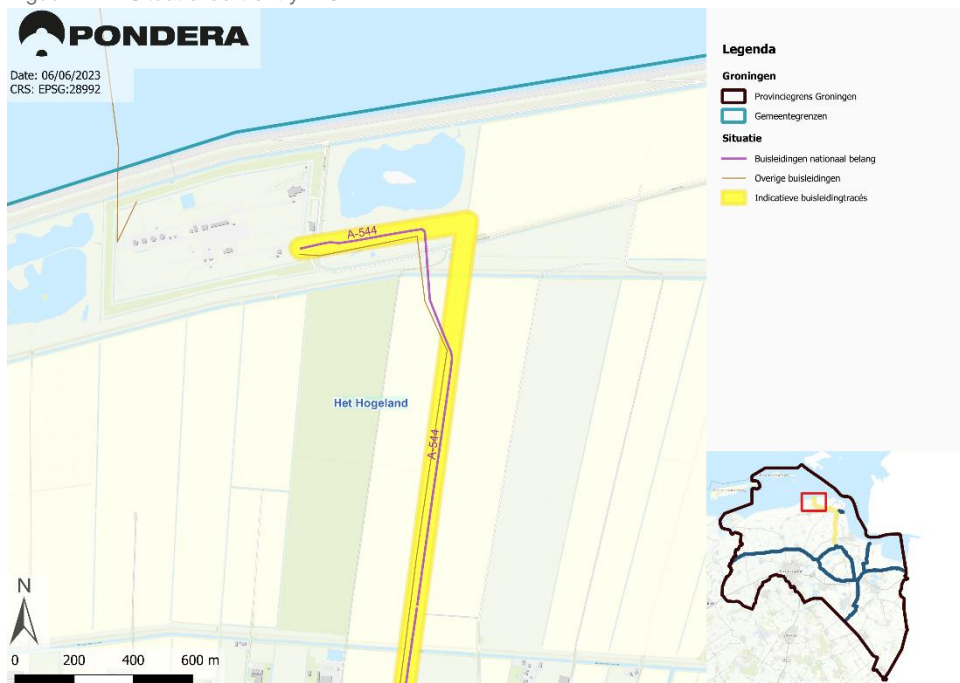 PONDERA
Date: 06/06/2023
CRS: EPSG:28992
A-544
Het Hogeland
A-544
N
0 200 400 600 m
Legenda
Groningen
Provinciegrens Groningen
Gemeentegrenzen
Situatie
Buisleidingen nationaal belang
Overige buisleidingen
Indicatieve buisleidingtracés